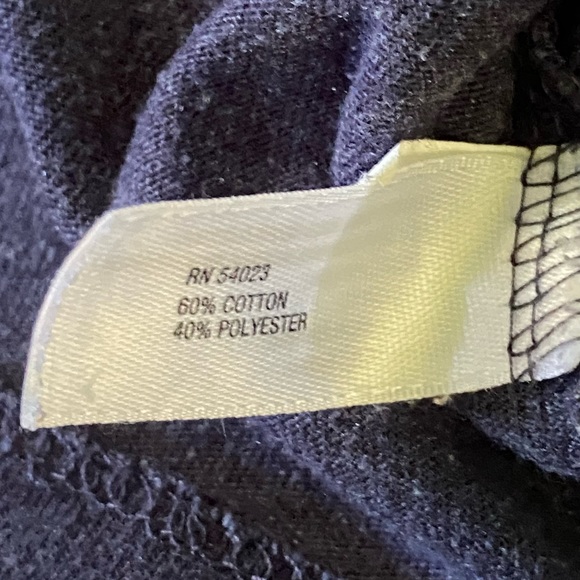 RN 54023
60% COTTON
40% POLYESTER